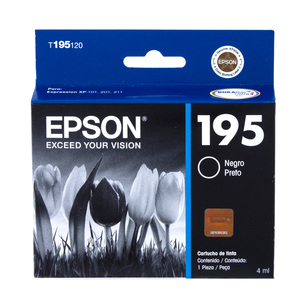 T195120
EPSON
Para:
Expression XP 101, 201, 211
EPSON®
EXCEED YOUR VISION
195
Negro
Preto
Cartucho de tinta
Contenido / Conteúdo
1 Pieza / Peça
4 ml